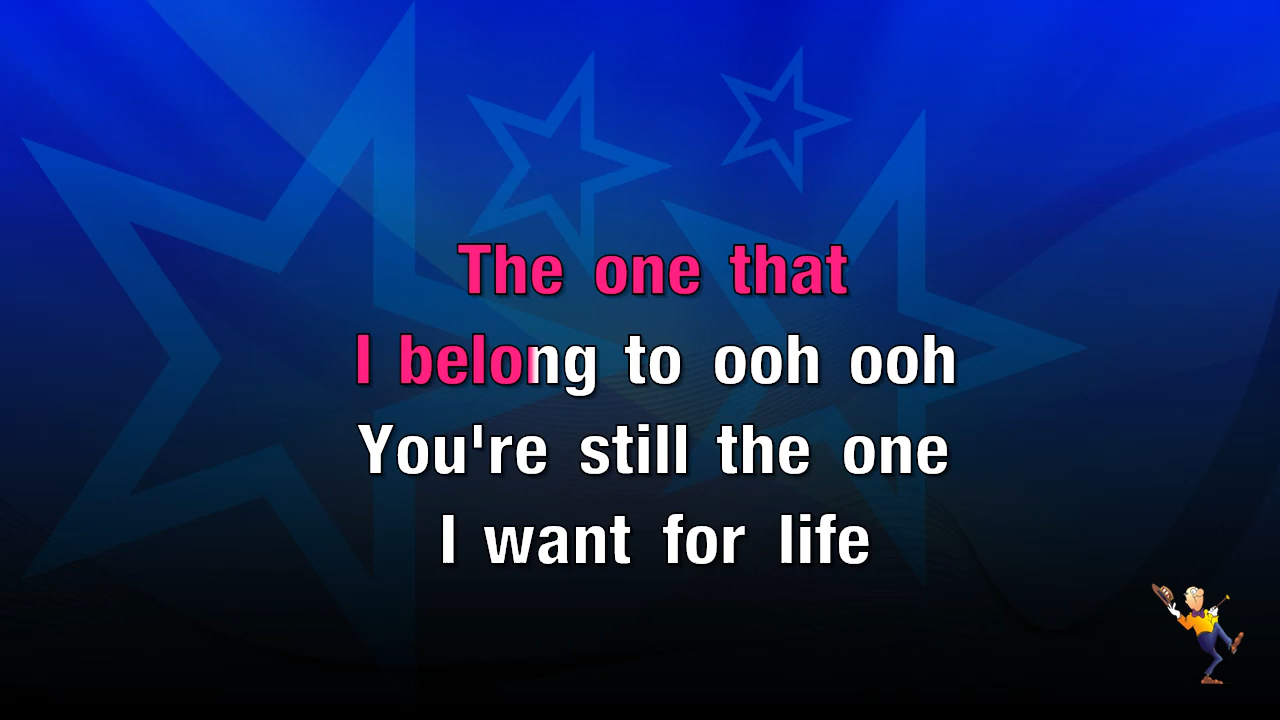 The one that
I belong to ooh ooh
You're still the one
I want for life